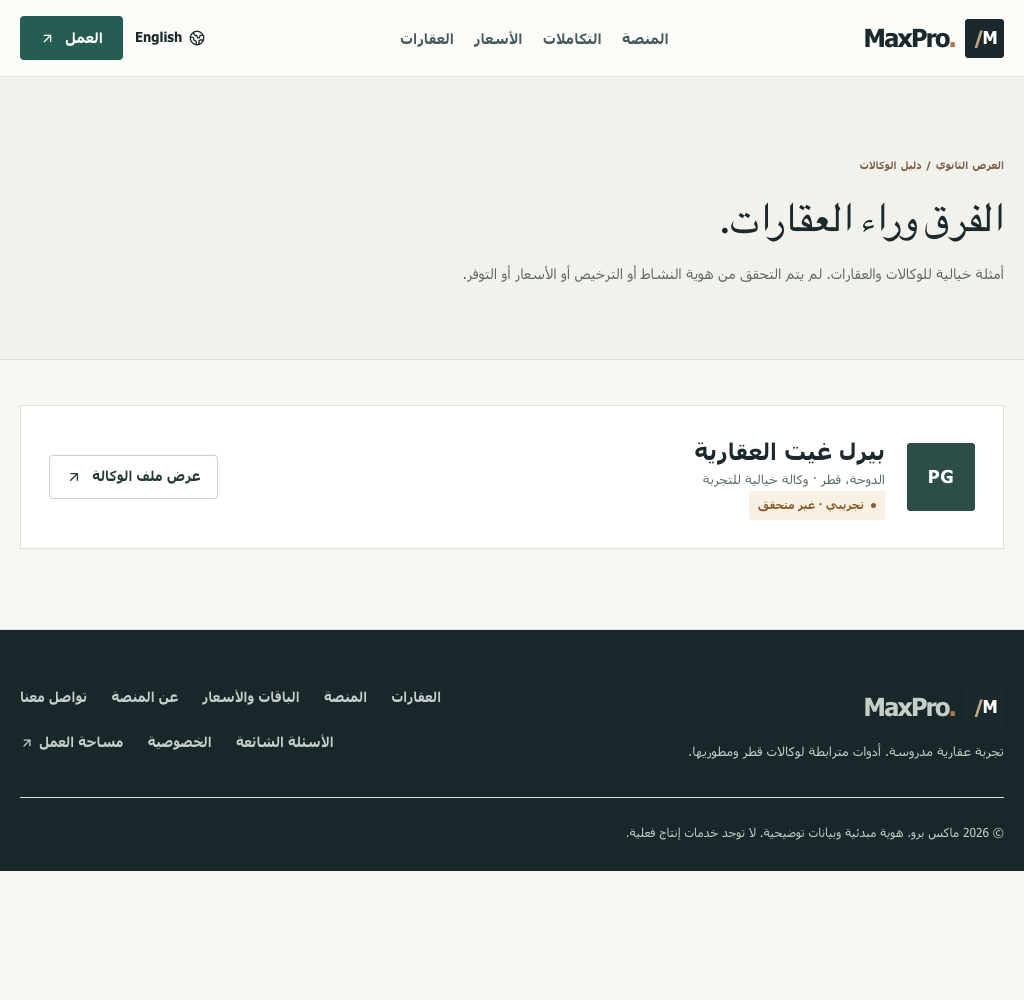 M/
MaxPro.
المنصة
التكاملات
الأسعار
العقارات
English
العمل
العرض الثانوي / دليل الوكالات
الفرق وراء العقارات.
أمثلة خيالية للوكالات والعقارات. لم يتم التحقق من هوية النشاط أو الترخيص أو الأسعار أو التوفر.
PG
بيرل غيت العقارية
الدوحة، قطر · وكالة خيالية للتجربة
تجريبي · غير متحقق
عرض ملف الوكالة
M/
MaxPro.
تجربة عقارية مدروسة. أدوات مترابطة لوكالات قطر ومطوريها.
العقارات
المنصة
الباقات والأسعار
عن المنصة
تواصل معنا
الأسئلة الشائعة
الخصوصية
مساحة العمل
© 2026 ماكس برو. هوية مبدئية وبيانات توضيحية. لا توجد خدمات إنتاج فعلية.